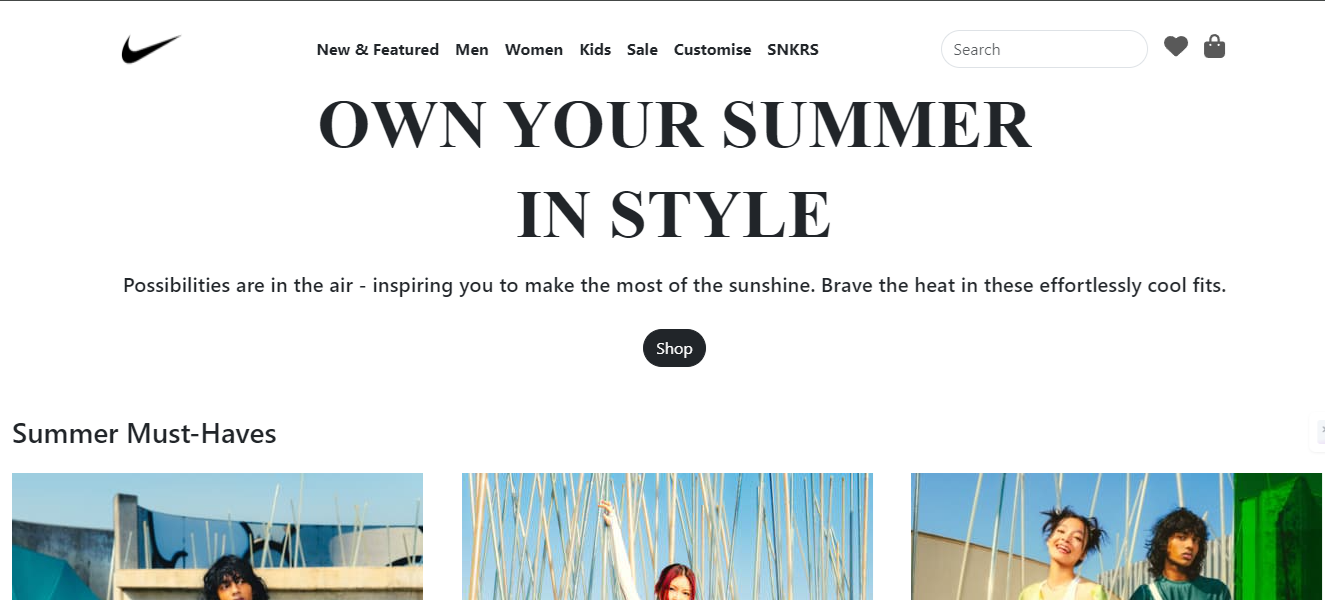 New & Featured Men Women Kids Sale Customise SNKRS Search
OWN YOUR SUMMER
IN STYLE
Possibilities are in the air - inspiring you to make the most of the sunshine. Brave the heat in these effortlessly cool fits.
Shop
Summer Must-Haves